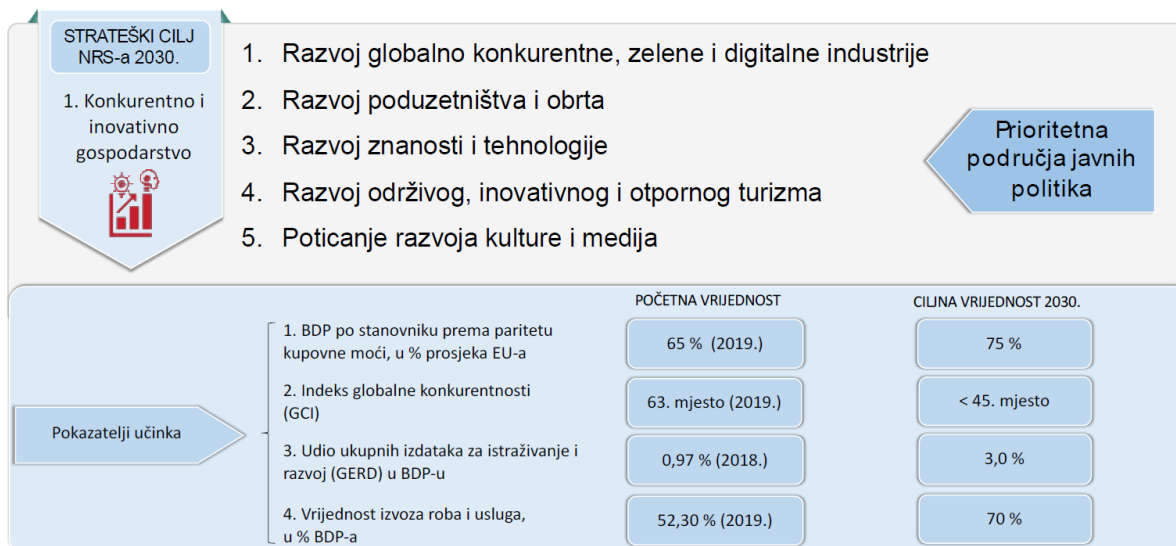 STRATEŠKI CILJ
NRS-a 2030.
1. Konkurentno i
inovativno
gospodarstvo
1. Razvoj globalno konkurentne, zelene i digitalne industrije
2. Razvoj poduzetništva i obrta
3. Razvoj znanosti i tehnologije
4. Razvoj održivog, inovativnog i otpornog turizma
5. Poticanje razvoja kulture i medija
Prioritetna
područja javnih
politika
POČETNA VRIJEDNOST
CILJNA VRIJEDNOST 2030.
Pokazatelji učinka
1. BDP po stanovniku prema paritetu
kupovne moći, u % prosjeka EU-a
65 % (2019.)
75 %
2. Indeks globalne konkurentnosti
(GCI)
63. mjesto (2019.)
< 45. mjesto
3. Udio ukupnih izdataka za istraživanje i
razvoj (GERD) u BDP-u
0,97 % (2018.)
3,0 %
4. Vrijednost izvoza roba i usluga,
u % BDP-a
52,30 % (2019.)
70 %